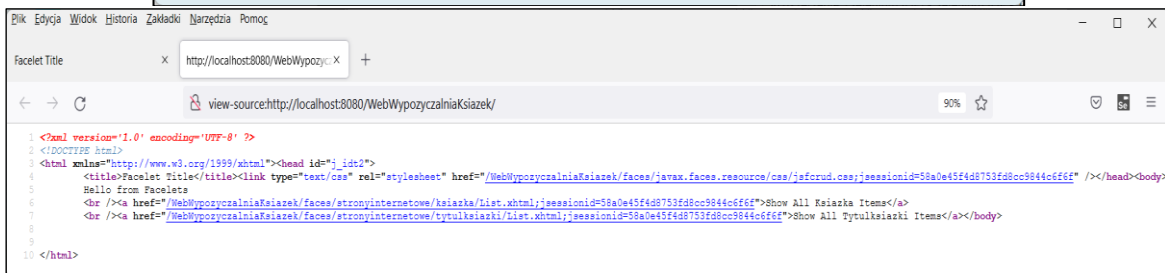 Plik Edycja Widok Historia Zakładki Narzędzia Pomoc
Facelet Title
http://localhost:8080/WebWypozyc
view-source:http://localhost:8080/WebWypozyczalniaKsiazek/
90%
Se
1 <?xml version='1.0' encoding='UTF-8' ?>
2 <!DOCTYPE html>
3 <html xmlns="http://www.w3.org/1999/xhtml"><head id="j_idt2">
4 <title>Facelet Title</title><link type="text/css" rel="stylesheet" href="/WebWypozyczalniaKsiazek/faces/javax.faces.resource/css/jsfcrud.css;jsessionid=58a0e45f4d8753fd8cc9844c6f6f" /></head><body>
5 Hello from Facelets
6 <br /><a href="/WebWypozyczalniaKsiazek/faces/stronyinternetowe/ksiazka/List.xhtml;jsessionid=58a0e45f4d8753fd8cc9844c6f6f">Show All Ksiazka Items</a>
7 <br /><a href="/WebWypozyczalniaKsiazek/faces/stronyinternetowe/tytulksiazki/List.xhtml;jsessionid=58a0e45f4d8753fd8cc9844c6f6f">Show All Tytulksiazki Items</a></body>
8
9
10 </html>